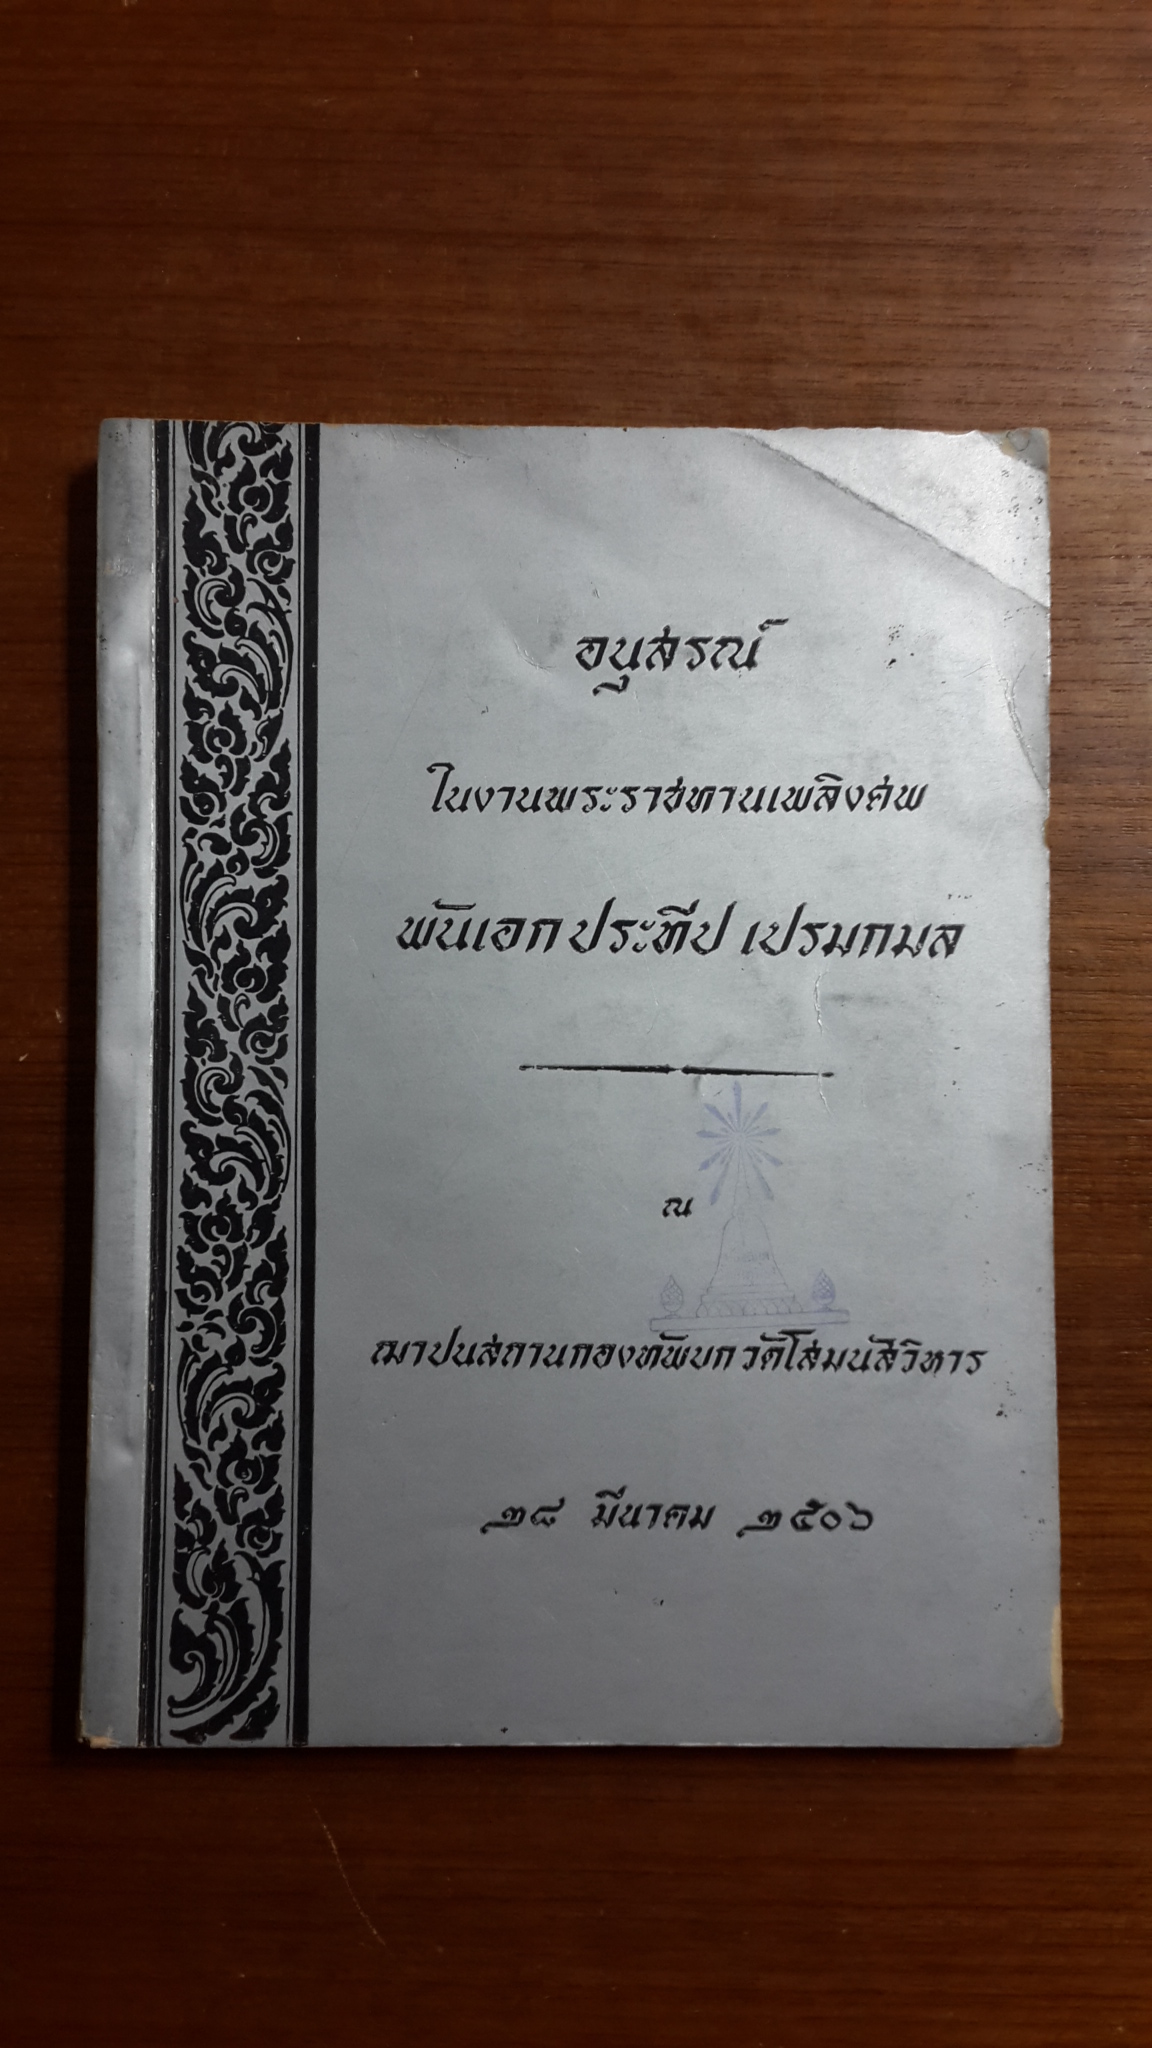 อนุสรณ์
ในงานพระราชทานเพลิงศพ
พันเอก ประทีป เปรมกมล
ณ
ฌาปนสถานกองทัพบก วัดโสมนัสวิหาร
๒๘ มีนาคม ๒๕๐๖